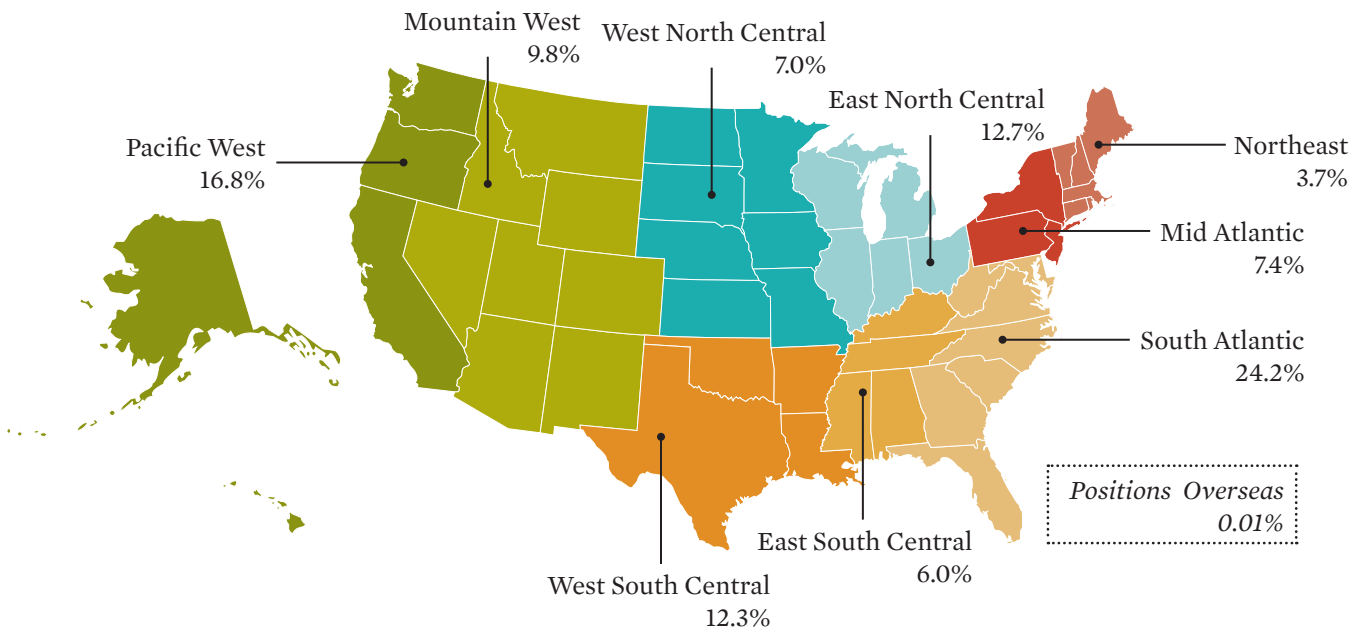 Mountain West
9.8%
West North Central
7.0%
East North Central
12.7%
Pacific West
16.8%
Northeast
3.7%
Mid Atlantic
7.4%
South Atlantic
24.2%
Positions Overseas
0.01%
East South Central
6.0%
West South Central
12.3%